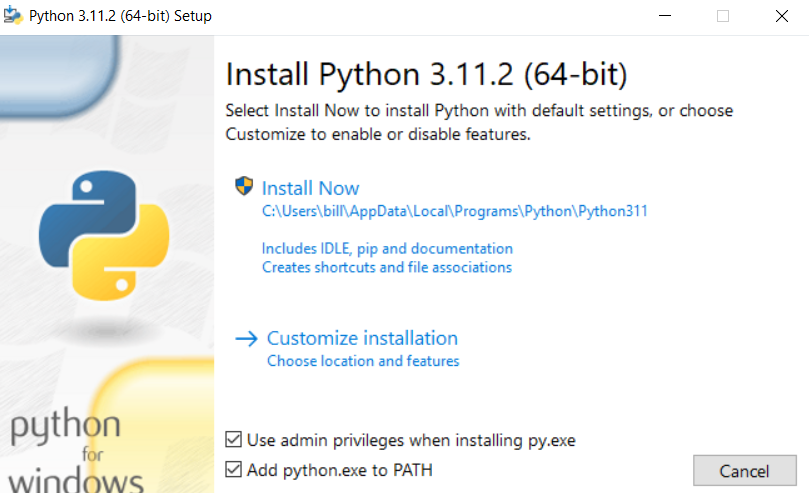 Python 3.11.2 (64-bit) Setup
Install Python 3.11.2 (64-bit)
Select Install Now to install Python with default settings, or choose
Customize to enable or disable features.
Install Now
C:\Users\bill\AppData\Local\Programs\Python\Python311
Includes IDLE, pip and documentation
Creates shortcuts and file associations
Customize installation
Choose location and features
python
for
windows
Use admin privileges when installing py.exe
Add python.exe to PATH
Cancel